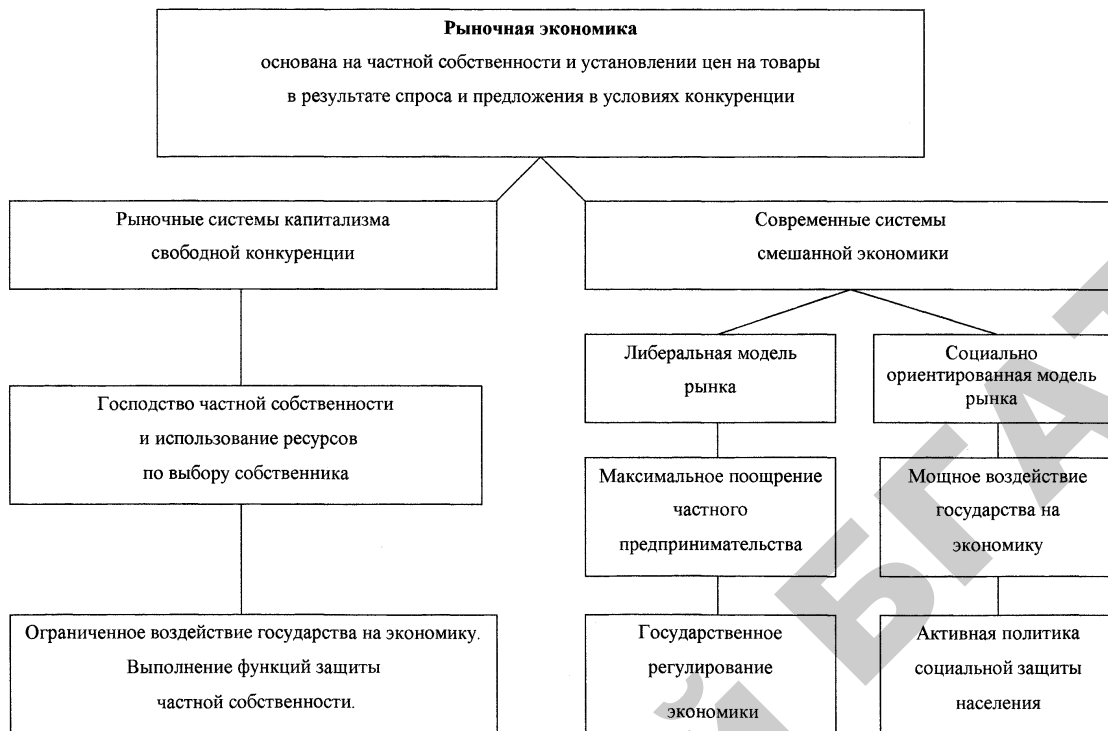 Рыночная экономика
основана на частной собственности и установлении цен на товары
в результате спроса и предложения в условиях конкуренции
Рыночные системы капитализма
свободной конкуренции
Современные системы
смешанной экономики
Господство частной собственности
и использование ресурсов
по выбору собственника
Ограниченное воздействие государства на экономику.
Выполнение функций защиты
частной собственности.
Либеральная модель
рынка
Максимальное поощрение
частного
предпринимательства
Государственное
регулирование
экономики
Социально
ориентированная модель
рынка
Мощное воздействие
государства на
экономику
Активная политика
социальной защиты
населения